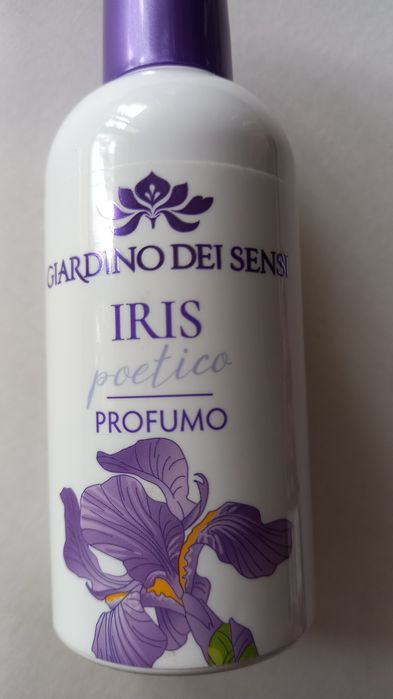 GIARDINO DEI SENSI
IRIS
poetico
PROFUMO